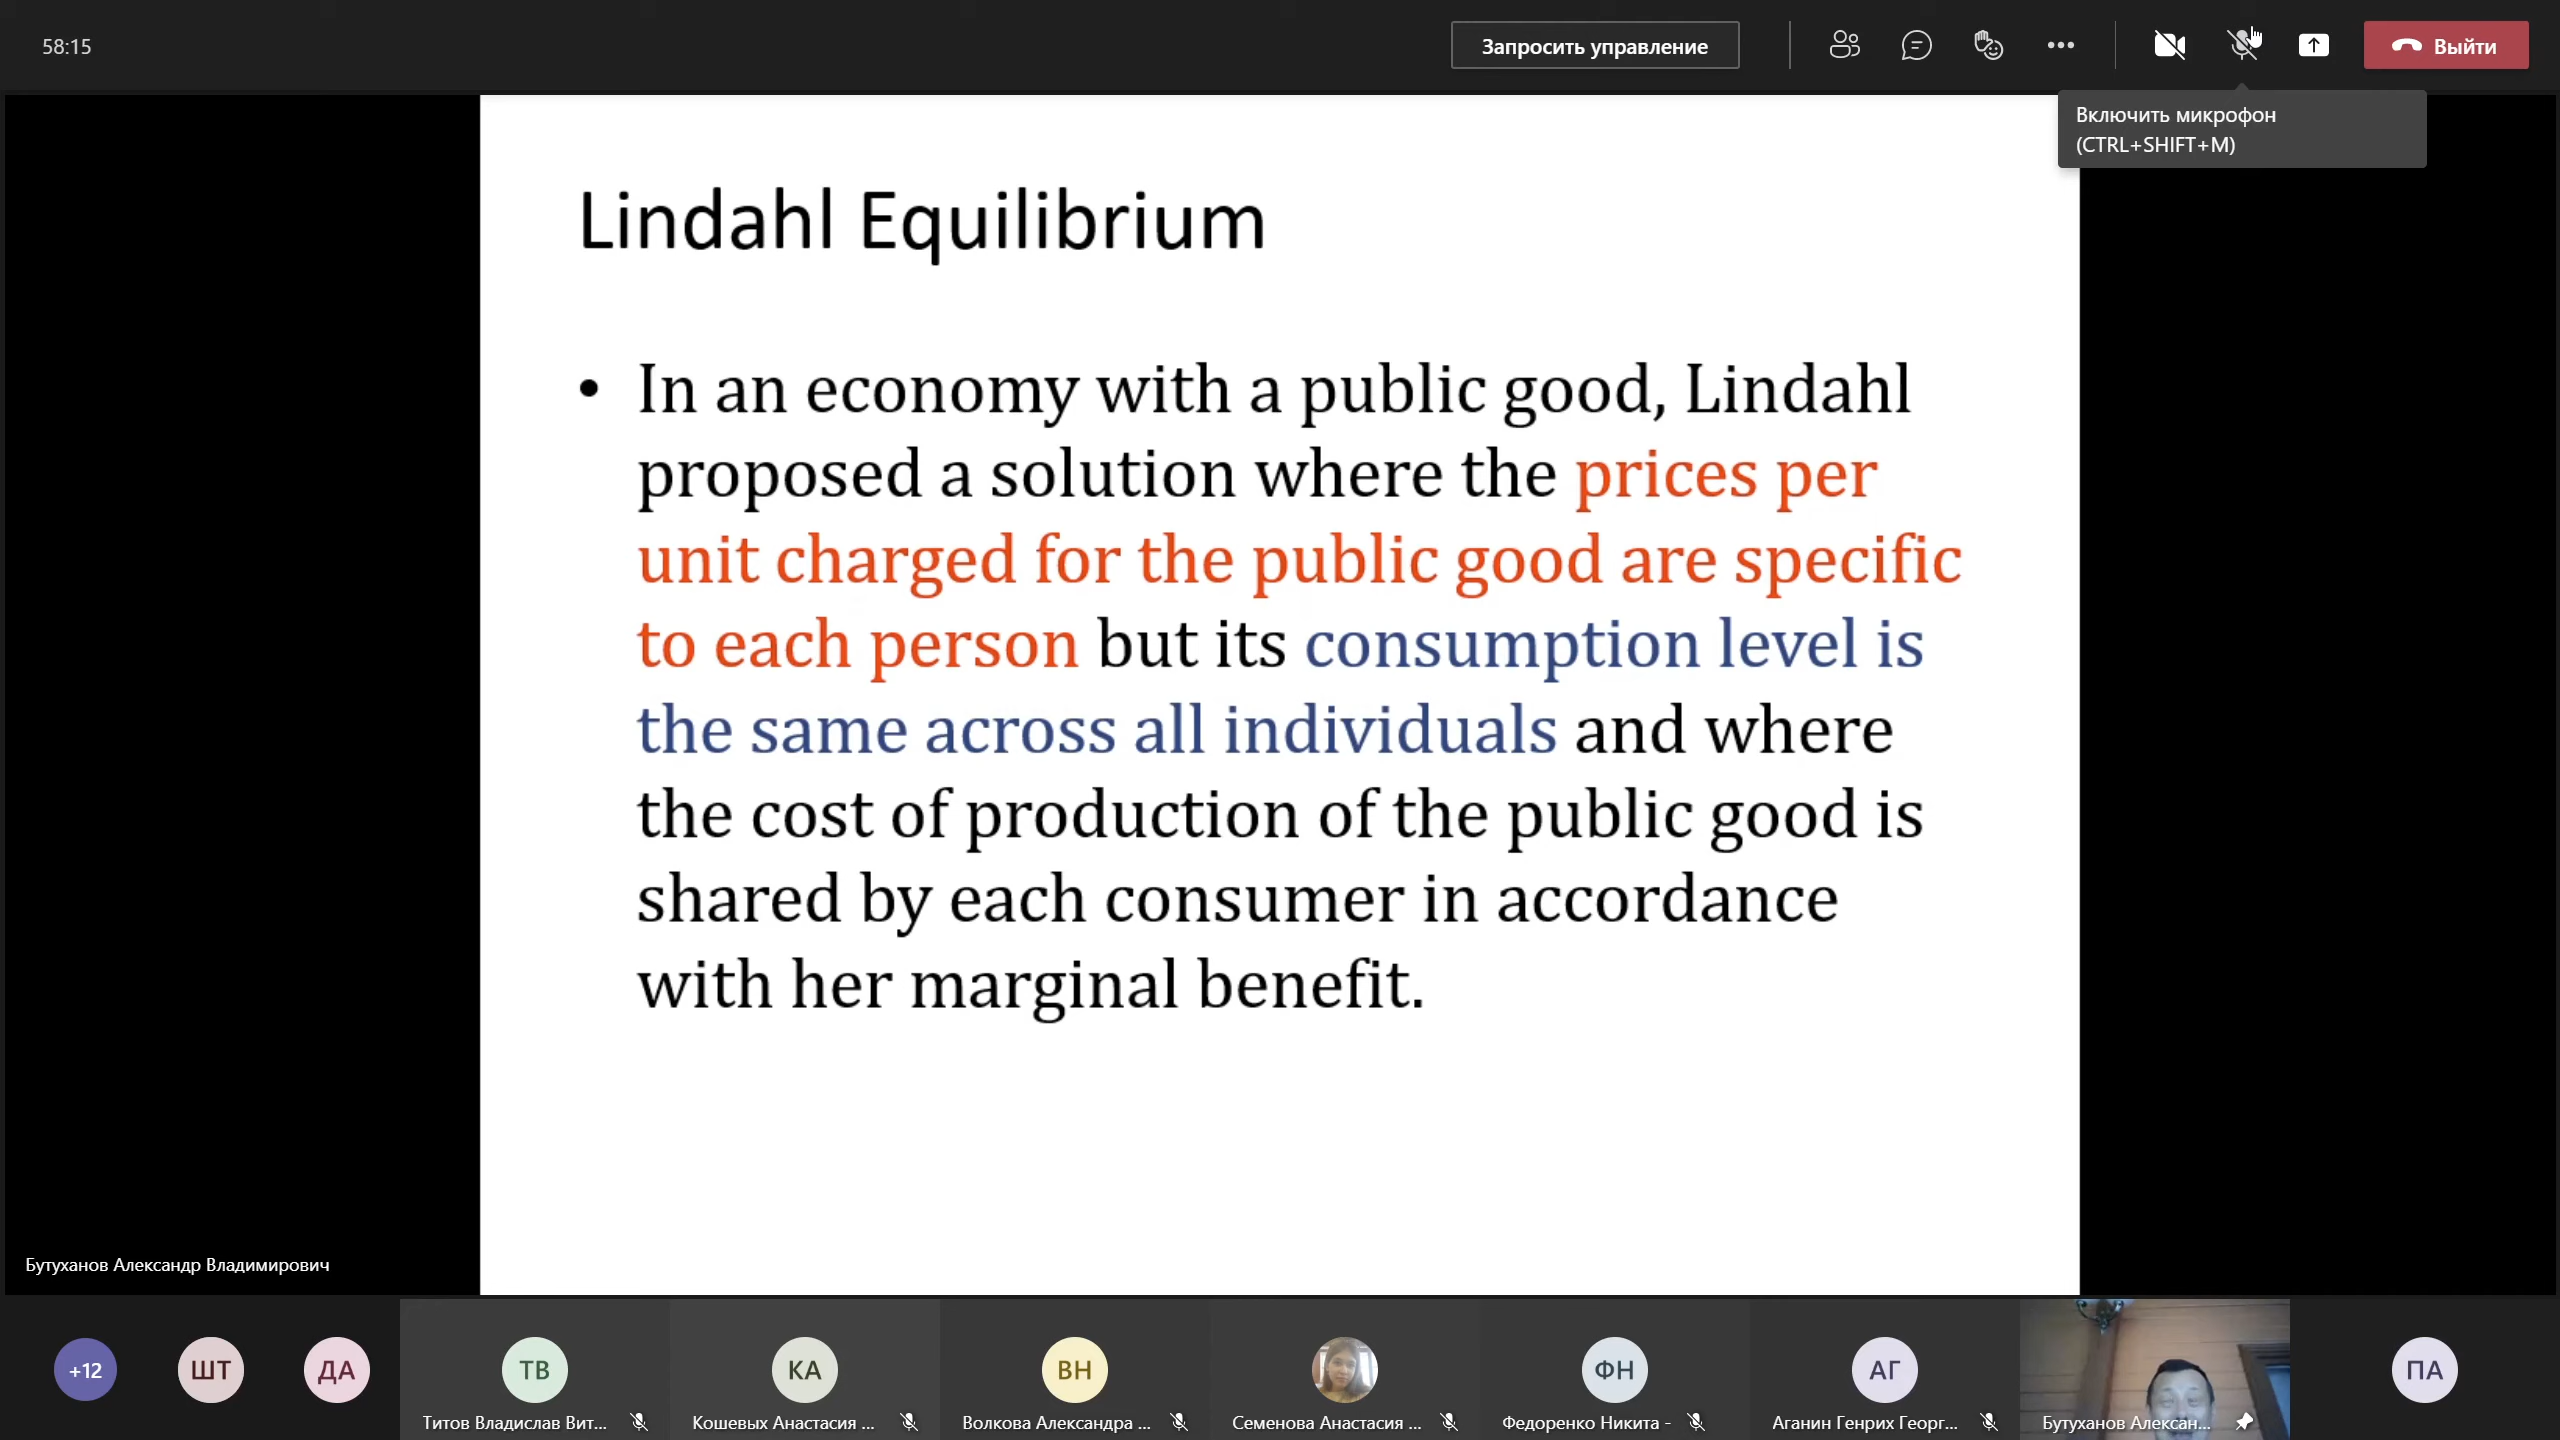 58:15
Запросить управление
Выйти
Включить микрофон
(CTRL+SHIFT+M)
Lindahl Equilibrium
• In an economy with a public good, Lindahl
proposed a solution where the prices per
unit charged for the public good are specific
to each person but its consumption level is
the same across all individuals and where
the cost of production of the public good is
shared by each consumer in accordance
with her marginal benefit.
Бутуханов Александр Владимирович
+12
ШТ
ДА
ТВ
КА
ВН
ФН
АГ
ПА
Титов Владислав Вит...
Кошевых Анастасия ...
Волкова Александра ...
Семенова Анастасия ...
Федоренко Никита -
Аганин Генрих Георг...
Бутуханов Алексан...